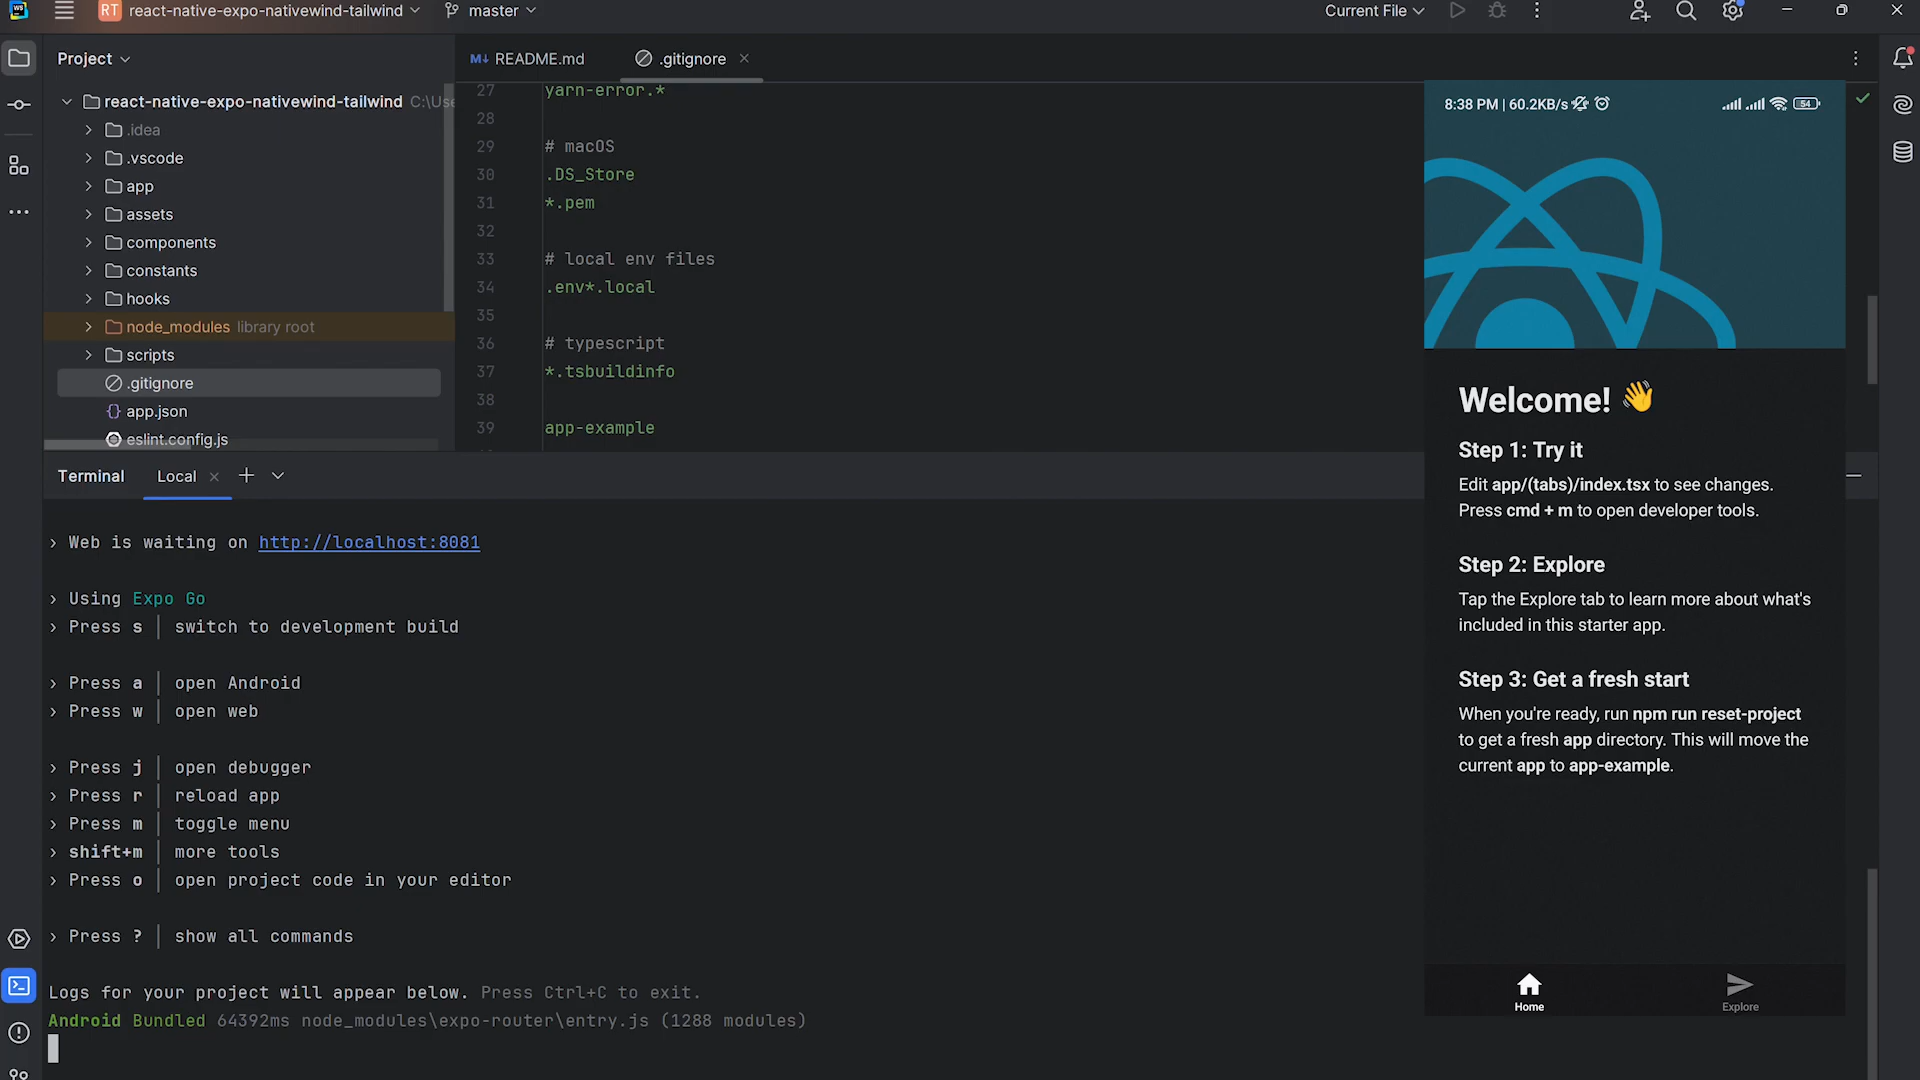 WS
RT react-native-expo-nativewind-tailwind
master
Current File
Project
react-native-expo-nativewind-tailwind C:\Use
.idea
.vscode
app
assets
components
constants
hooks
node_modules library root
scripts
.gitignore
app.json
eslint.config.js
M↓ README.md
.gitignore
27 yarn-error.*
28
29 # macOS
30 .DS_Store
31 *.pem
32
33 # local env files
34 .env*.local
35
36 # typescript
37 *.tsbuildinfo
38
39 app-example
Terminal
Local
› Web is waiting on http://localhost:8081
› Using Expo Go
› Press s │ switch to development build
› Press a │ open Android
› Press w │ open web
› Press j │ open debugger
› Press r │ reload app
› Press m │ toggle menu
› shift+m │ more tools
› Press o │ open project code in your editor
› Press ? │ show all commands
Logs for your project will appear below. Press Ctrl+C to exit.
Android Bundled 64392ms node_modules\expo-router\entry.js (1288 modules)
8:38 PM | 60.2KB/s
54
Welcome! 👋
Step 1: Try it
Edit app/(tabs)/index.tsx to see changes.
Press cmd + m to open developer tools.
Step 2: Explore
Tap the Explore tab to learn more about what's
included in this starter app.
Step 3: Get a fresh start
When you're ready, run npm run reset-project
to get a fresh app directory. This will move the
current app to app-example.
Home
Explore